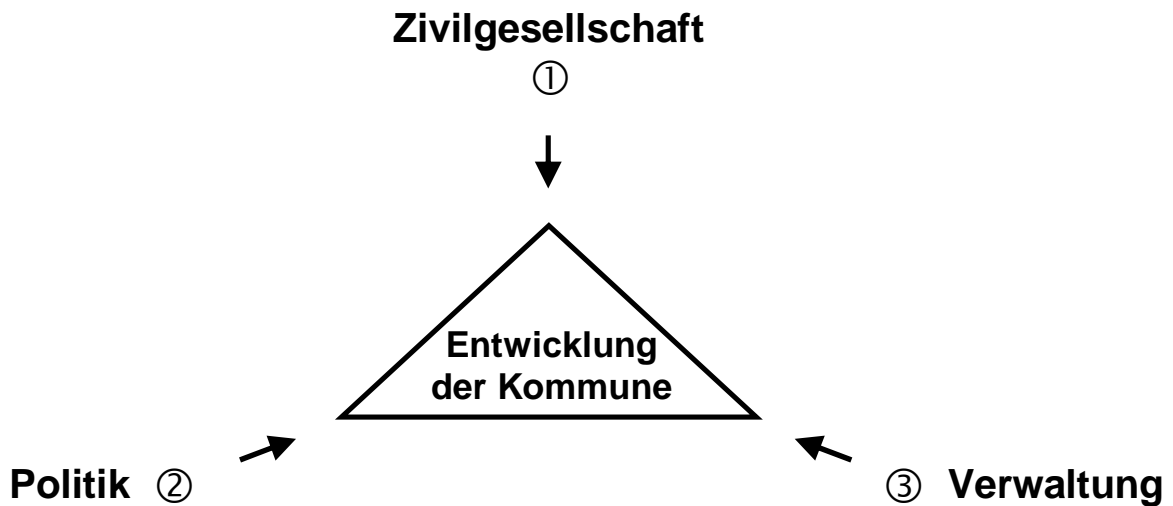 Zivilgesellschaft
①
Entwicklung
der Kommune
Politik ②
③ Verwaltung